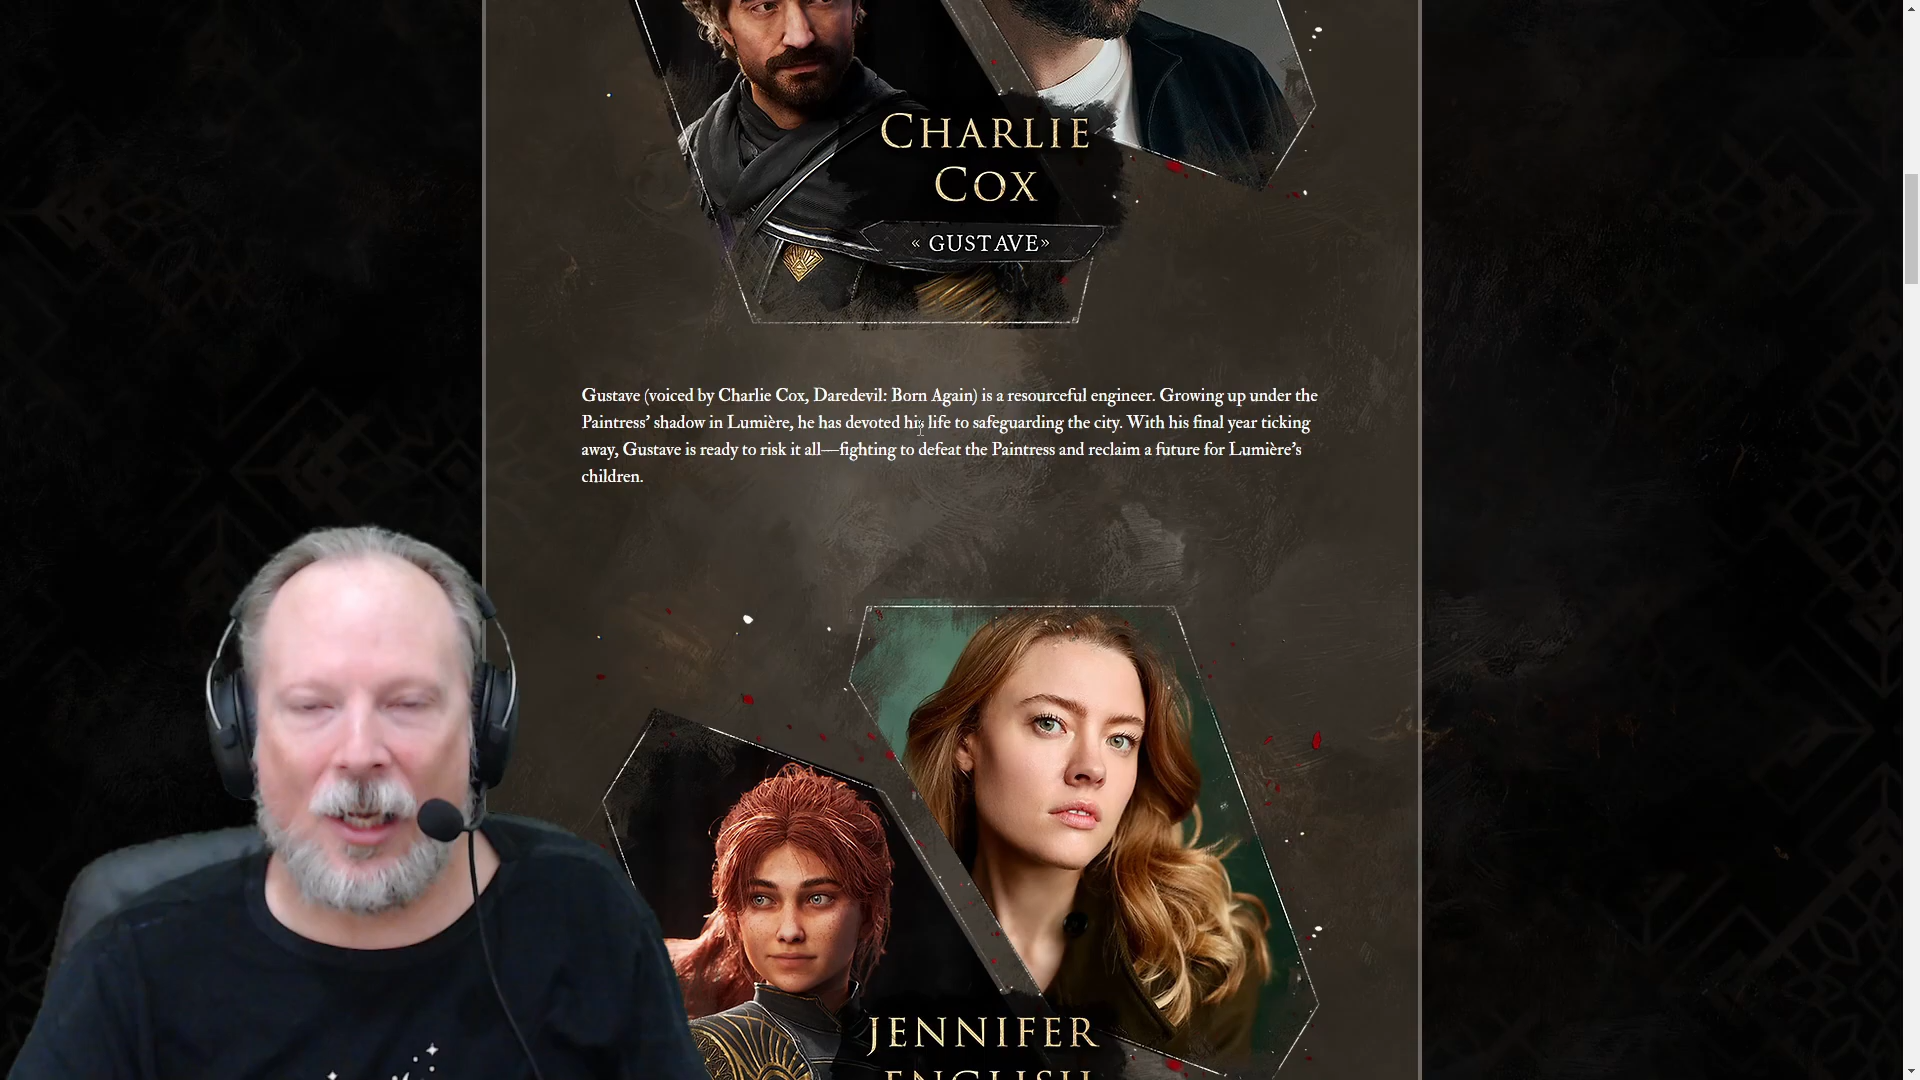 CHARLIE
COX
« GUSTAVE»
Gustave (voiced by Charlie Cox, Daredevil: Born Again) is a resourceful engineer. Growing up under the
Paintress’ shadow in Lumière, he has devoted his life to safeguarding the city. With his final year ticking
away, Gustave is ready to risk it all—fighting to defeat the Paintress and reclaim a future for Lumière’s
children.
JENNIFER
ENGLISH